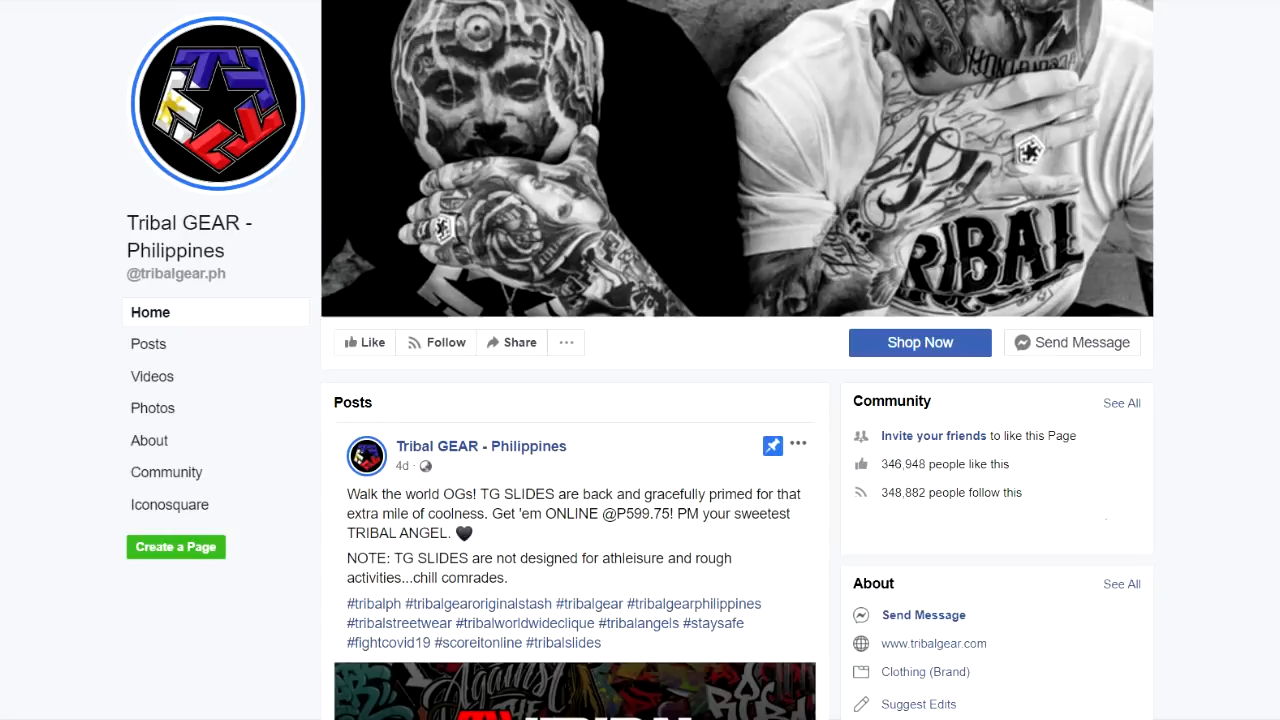 TRIBAL
Tribal GEAR -
Philippines
@tribalgear.ph
Home
Posts
Videos
Photos
About
Community
Iconosquare
Create a Page
Like
Follow
Share
Shop Now
Send Message
Posts
Tribal GEAR - Philippines
4d ·
Walk the world OGs! TG SLIDES are back and gracefully primed for that
extra mile of coolness. Get 'em ONLINE @P599.75! PM your sweetest
TRIBAL ANGEL. 🖤
NOTE: TG SLIDES are not designed for athleisure and rough
activities...chill comrades.
#tribalph #tribalgearoriginalstash #tribalgear #tribalgearphilippines
#tribalstreetwear #tribalworldwideclique #tribalangels #staysafe
#fightcovid19 #scoreitonline #tribalslides
Against
THE
Community
See All
Invite your friends to like this Page
346,948 people like this
348,882 people follow this
About
See All
Send Message
www.tribalgear.com
Clothing (Brand)
Suggest Edits